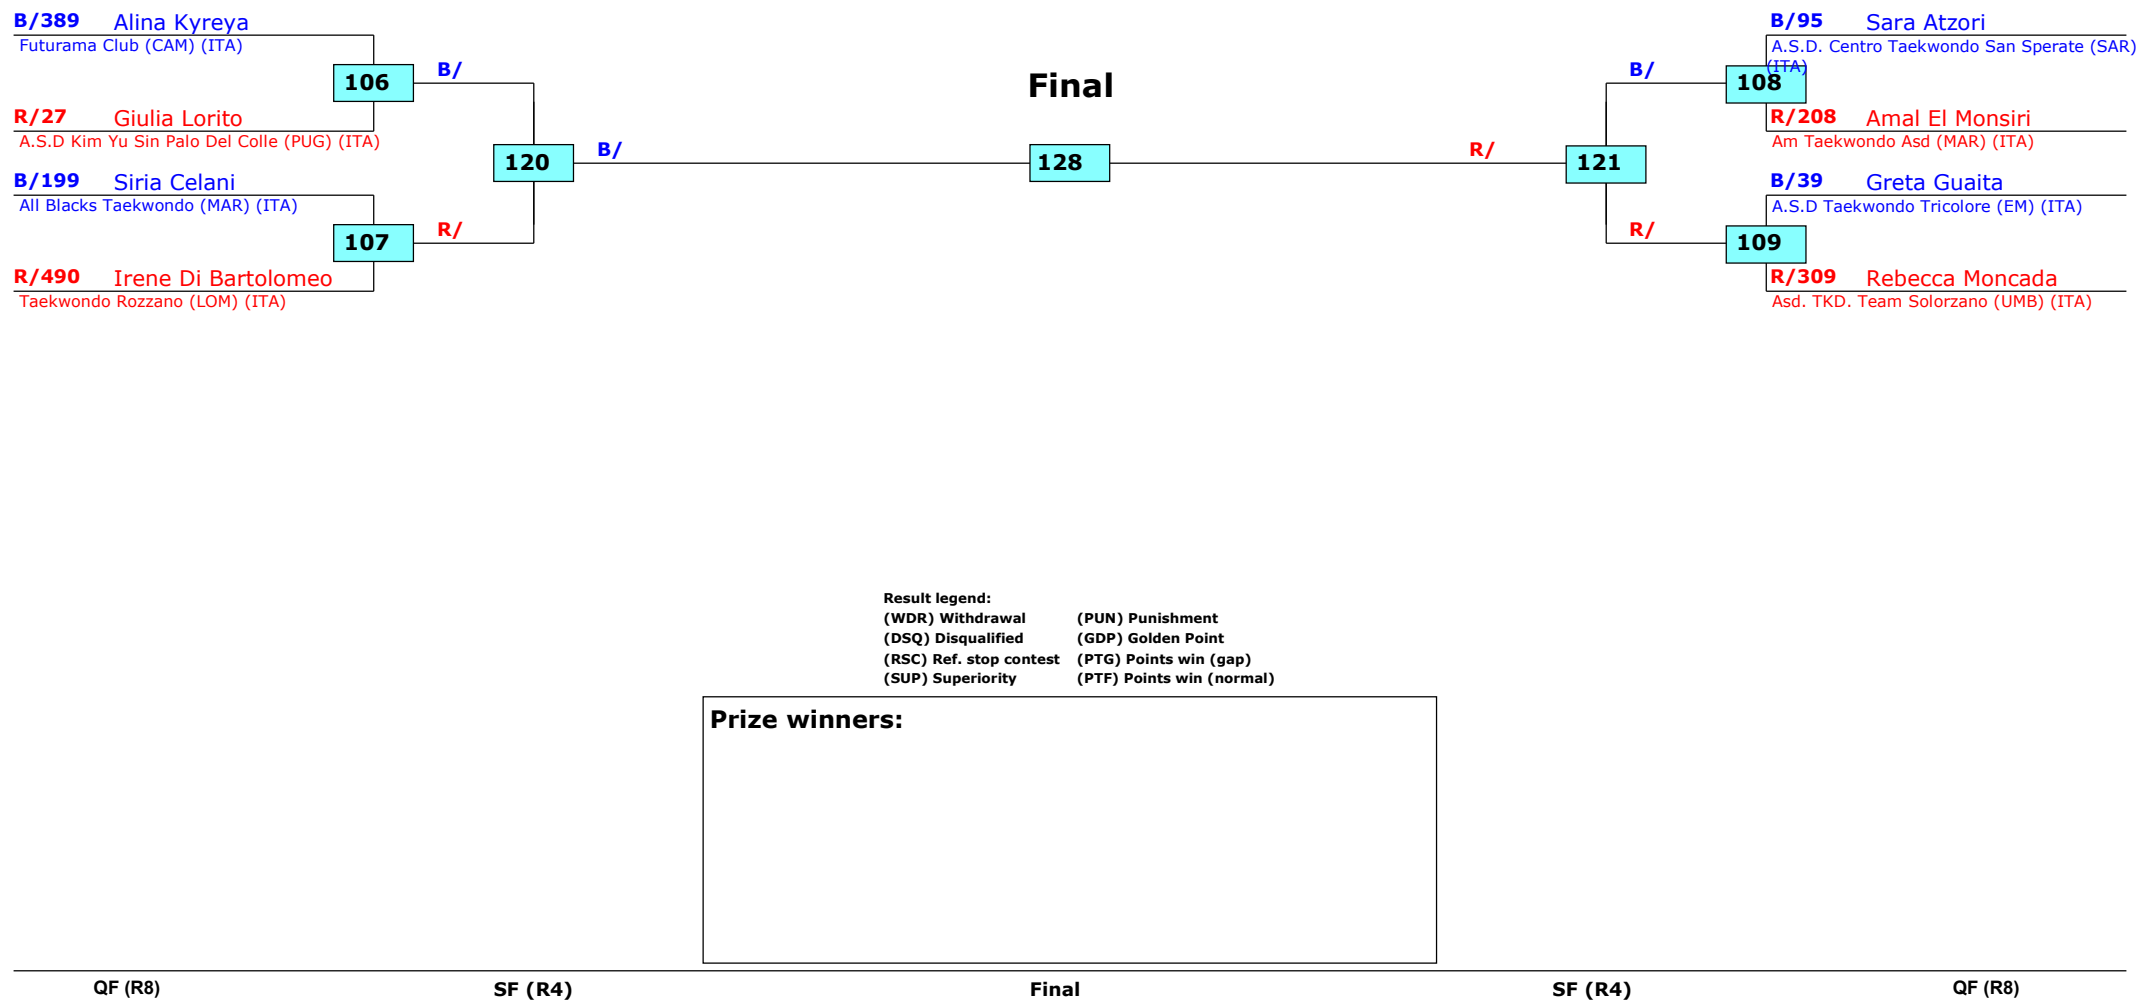 B/389 Alina Kyreya
Futurama Club (CAM) (ITA)
106
B/
R/27 Giulia Lorito
A.S.D Kim Yu Sin Palo Del Colle (PUG) (ITA)
120
B/
B/199 Siria Celani
All Blacks Taekwondo (MAR) (ITA)
107
R/
R/490 Irene Di Bartolomeo
Taekwondo Rozzano (LOM) (ITA)
Final
128
B/95 Sara Atzori
A.S.D. Centro Taekwondo San Sperate (SAR)
(ITA)
B/
108
R/208 Amal El Monsiri
Am Taekwondo Asd (MAR) (ITA)
R/
121
B/39 Greta Guaita
A.S.D Taekwondo Tricolore (EM) (ITA)
R/
109
R/309 Rebecca Moncada
Asd. TKD. Team Solorzano (UMB) (ITA)
Result legend:
(WDR) Withdrawal (PUN) Punishment
(DSQ) Disqualified (GDP) Golden Point
(RSC) Ref. stop contest (PTG) Points win (gap)
(SUP) Superiority (PTF) Points win (normal)
Prize winners:
QF (R8) SF (R4) Final SF (R4) QF (R8)